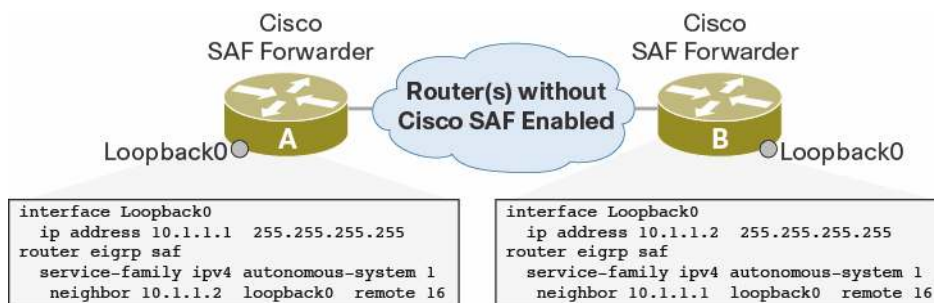 Cisco
SAF Forwarder
Cisco
SAF Forwarder
Router(s) without
Cisco SAF Enabled
A
B
Loopback0
Loopback0
interface Loopback0
ip address 10.1.1.1 255.255.255.255
router eigrp saf
service-family ipv4 autonomous-system 1
neighbor 10.1.1.2 loopback0 remote 16
interface Loopback0
ip address 10.1.1.2 255.255.255.255
router eigrp saf
service-family ipv4 autonomous-system 1
neighbor 10.1.1.1 loopback0 remote 16